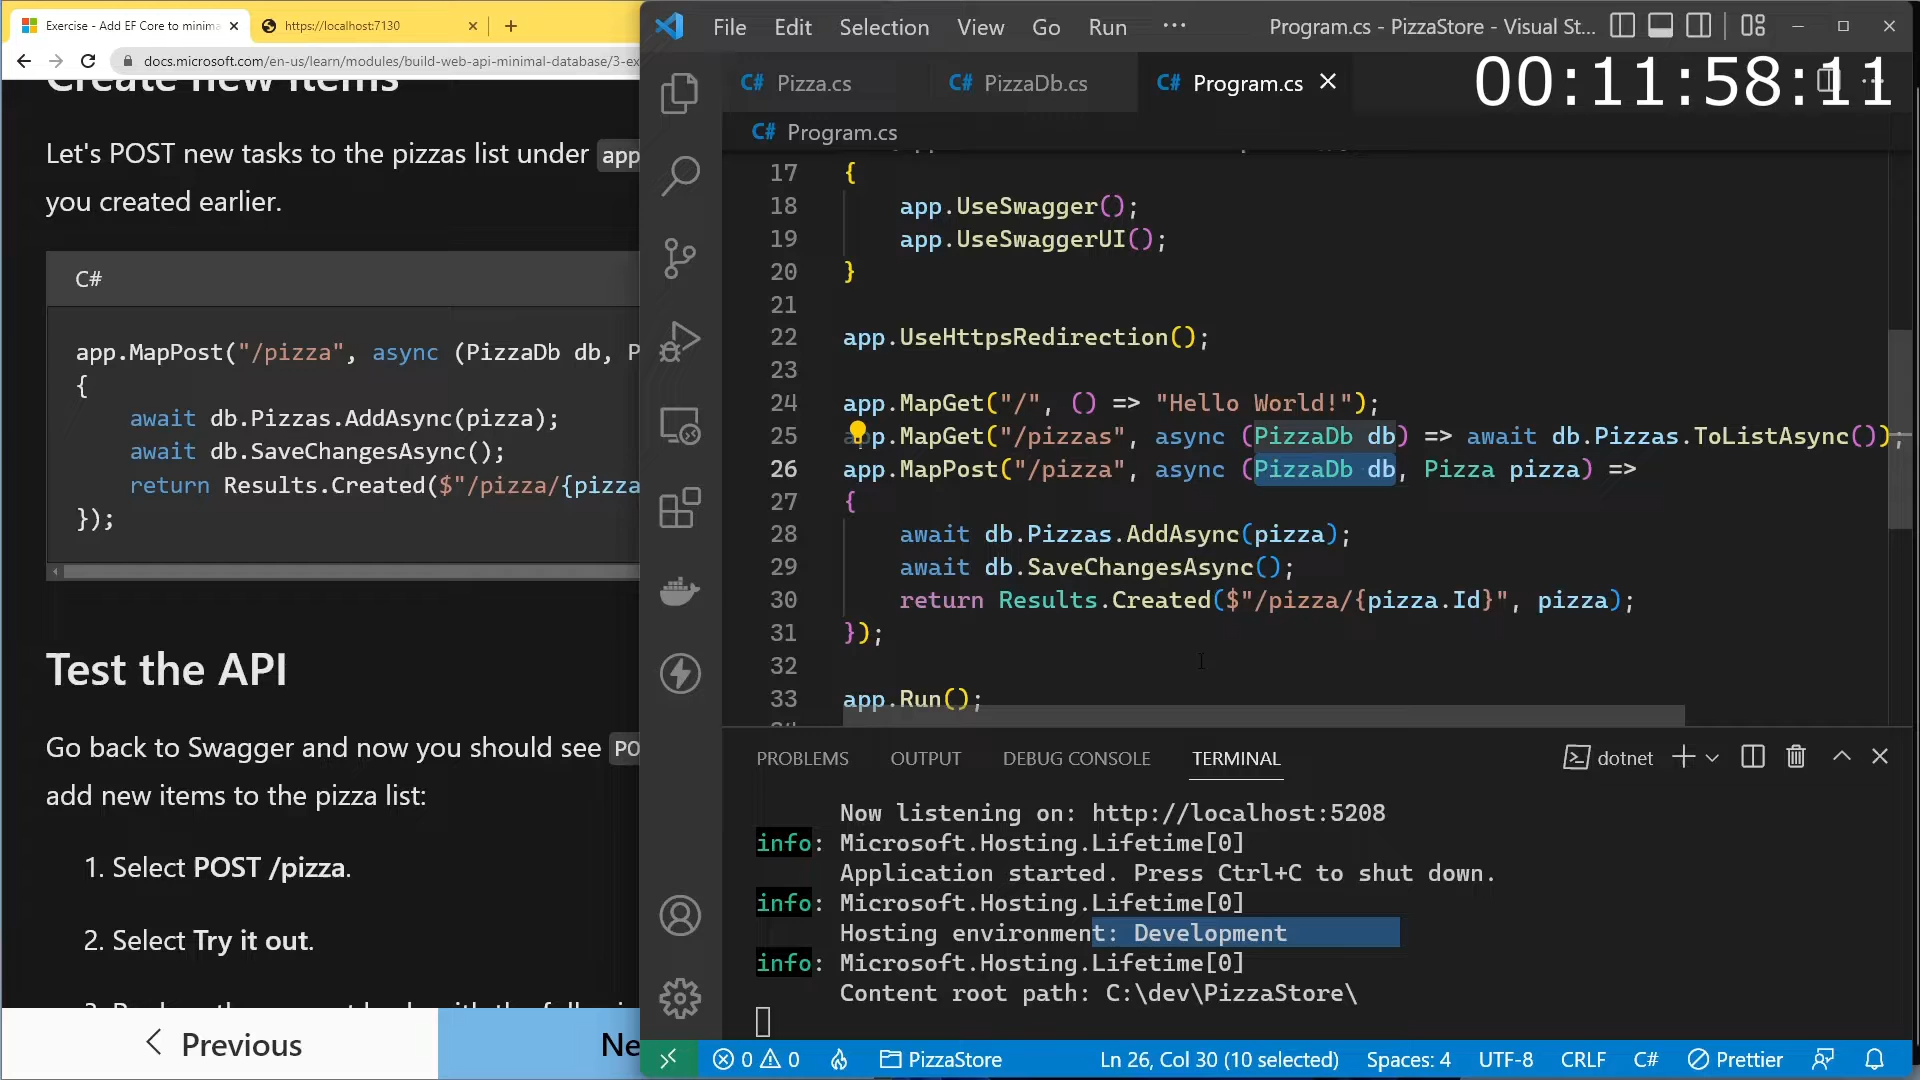 Exercise - Add EF Core to minima
https://localhost:7130
docs.microsoft.com/en-us/learn/modules/build-web-api-minimal-database/3-ex
Create new items
Let's POST new tasks to the pizzas list under app
you created earlier.
C#
app.MapPost("/pizza", async (PizzaDb db, P
{
await db.Pizzas.AddAsync(pizza);
await db.SaveChangesAsync();
return Results.Created($"/pizza/{pizza
});
Test the API
Go back to Swagger and now you should see PO
add new items to the pizza list:
1. Select POST /pizza.
2. Select Try it out.
Previous
Ne
File Edit Selection View Go Run ··· Program.cs - PizzaStore - Visual St...
C# Pizza.cs C# PizzaDb.cs C# Program.cs
00:11:58:11
C# Program.cs
17 {
18 app.UseSwagger();
19 app.UseSwaggerUI();
20 }
21
22 app.UseHttpsRedirection();
23
24 app.MapGet("/", () => "Hello World!");
25 app.MapGet("/pizzas", async (PizzaDb db) => await db.Pizzas.ToListAsync());
26 app.MapPost("/pizza", async (PizzaDb db, Pizza pizza) =>
27 {
28 await db.Pizzas.AddAsync(pizza);
29 await db.SaveChangesAsync();
30 return Results.Created($"/pizza/{pizza.Id}", pizza);
31 });
32
33 app.Run();
PROBLEMS OUTPUT DEBUG CONSOLE TERMINAL dotnet
Now listening on: http://localhost:5208
info: Microsoft.Hosting.Lifetime[0]
Application started. Press Ctrl+C to shut down.
info: Microsoft.Hosting.Lifetime[0]
Hosting environment: Development
info: Microsoft.Hosting.Lifetime[0]
Content root path: C:\dev\PizzaStore\
0 0 PizzaStore Ln 26, Col 30 (10 selected) Spaces: 4 UTF-8 CRLF C# Prettier